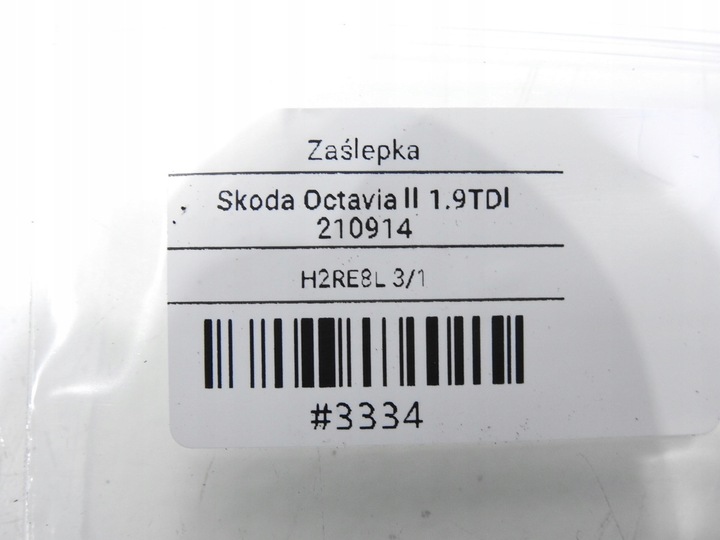 Zaślepka
Skoda Octavia II 1.9TDI
210914
H2RE8L 3/1
#3334